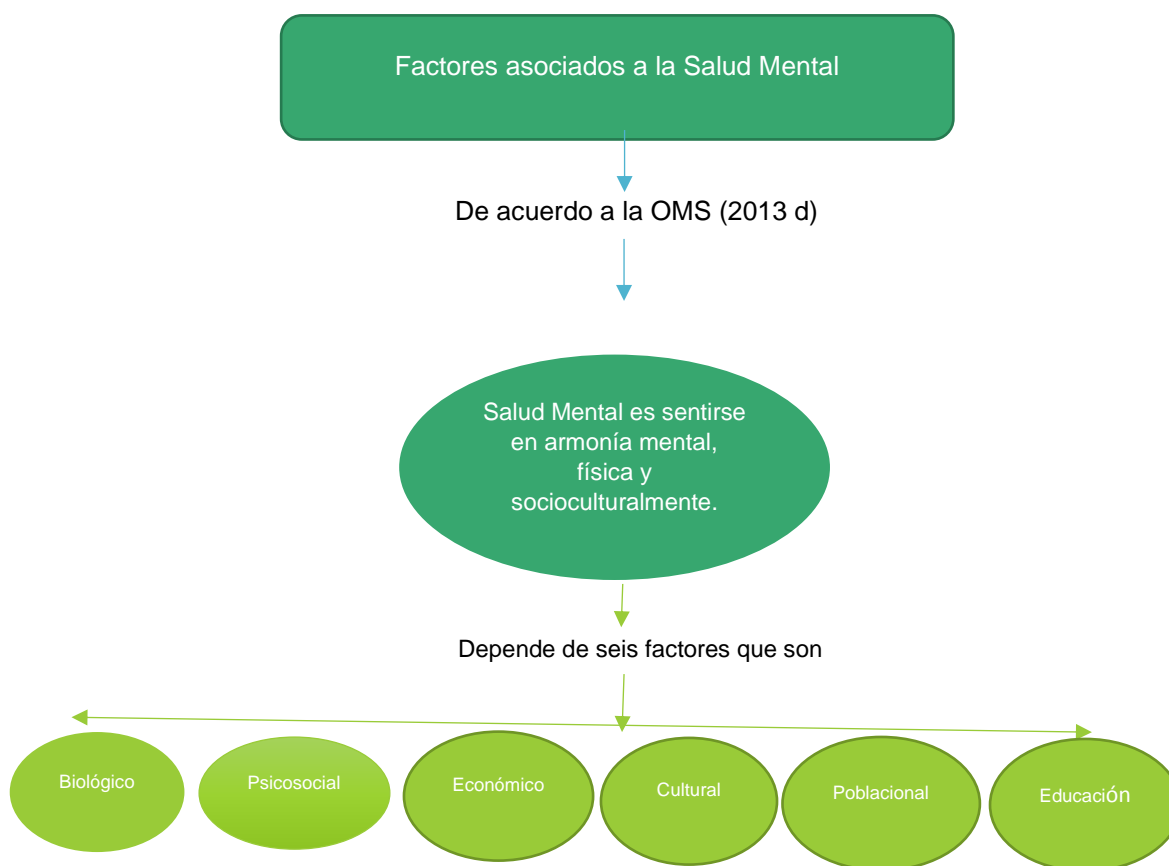 Factores asociados a la Salud Mental
De acuerdo a la OMS (2013 d)
Salud Mental es sentirse
en armonía mental,
física y
socioculturalmente.
Depende de seis factores que son
Biológico
Psicosocial
Económico
Cultural
Poblacional
Educación